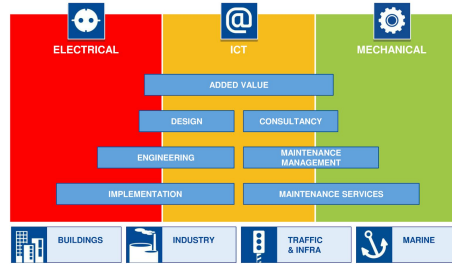 @
ELECTRICAL
ICT
MECHANICAL
ADDED VALUE
DESIGN
CONSULTANCY
ENGINEERING
MAINTENANCE
MANAGEMENT
IMPLEMENTATION
MAINTENANCE SERVICES
BUILDINGS
INDUSTRY
TRAFFIC
& INFRA
MARINE